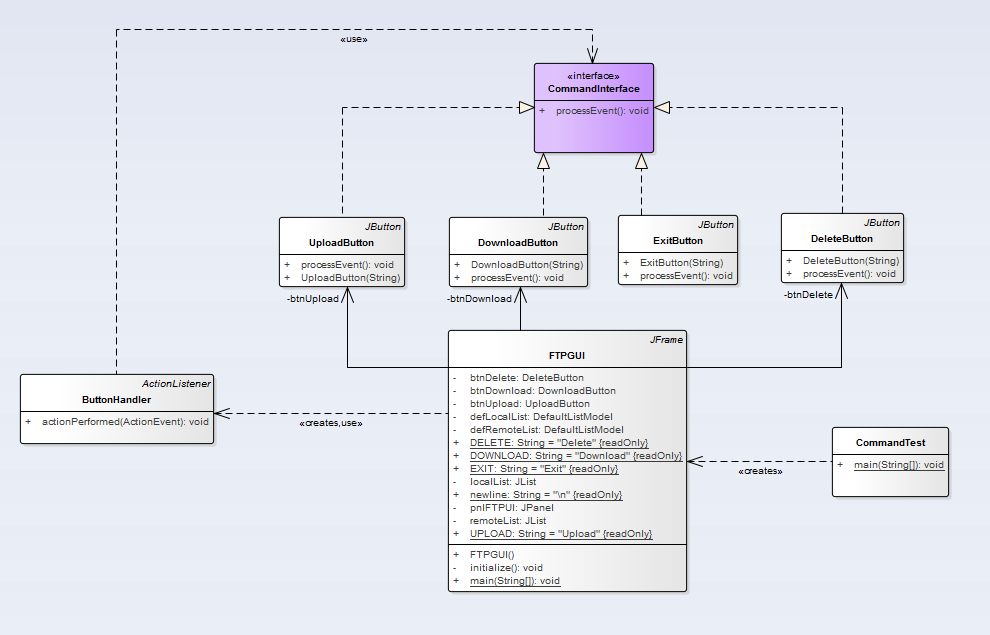 «use»
«interface»
CommandInterface
+ processEvent(): void
JButton
UploadButton
+ processEvent(): void
+ UploadButton(String)
JButton
DownloadButton
+ DownloadButton(String)
+ processEvent(): void
JButton
ExitButton
+ ExitButton(String)
+ processEvent(): void
JButton
DeleteButton
+ DeleteButton(String)
+ processEvent(): void
-btnUpload
-btnDownload
-btnDelete
ActionListener
ButtonHandler
+ actionPerformed(ActionEvent): void
«creates,use»
JFrame
FTPGUI
- btnDelete: DeleteButton
- btnDownload: DownloadButton
- btnUpload: UploadButton
- defLocalList: DefaultListModel
- defRemoteList: DefaultListModel
+ DELETE: String = "Delete" {readOnly}
+ DOWNLOAD: String = "Download" {readOnly}
+ EXIT: String = "Exit" {readOnly}
- localList: JList
+ newline: String = "\n" {readOnly}
- pnlFTPUI: JPanel
- remoteList: JList
+ UPLOAD: String = "Upload" {readOnly}
+ FTPGUI()
- initialize(): void
+ main(String[]): void
«creates»
CommandTest
+ main(String[]): void